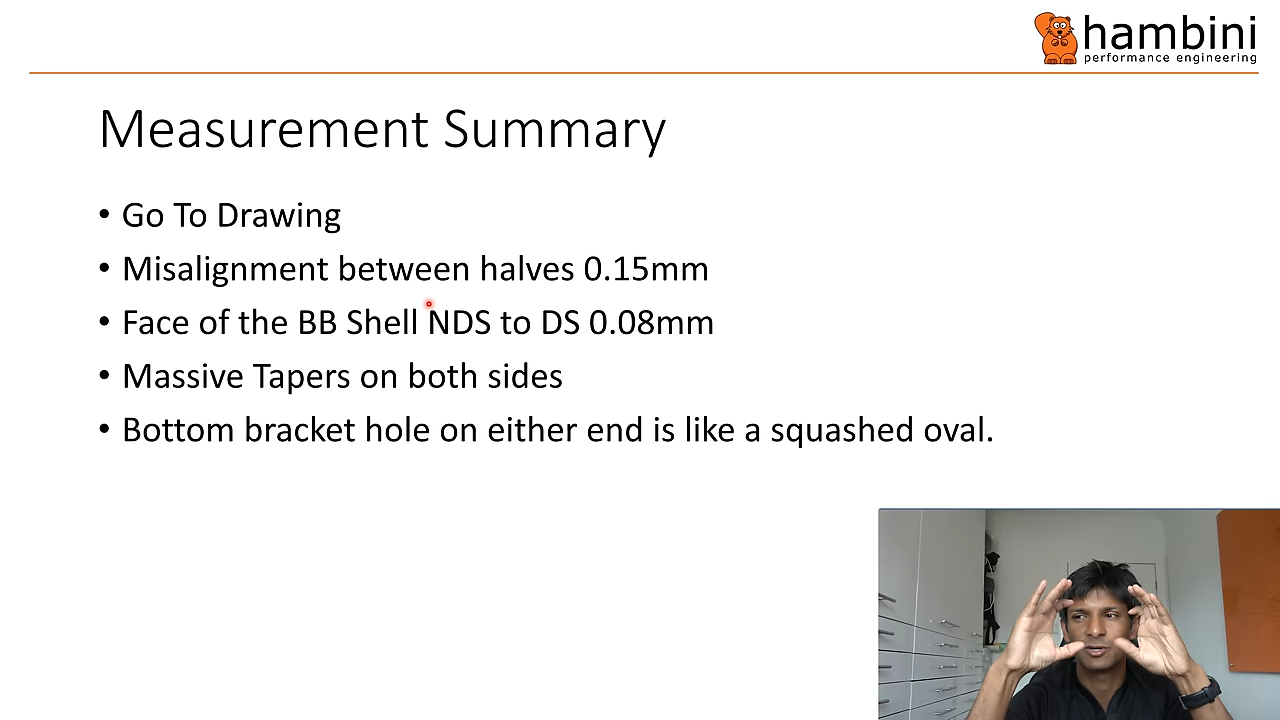 hambini
performance engineering
Measurement Summary
• Go To Drawing
• Misalignment between halves 0.15mm
• Face of the BB Shell NDS to DS 0.08mm
• Massive Tapers on both sides
• Bottom bracket hole on either end is like a squashed oval.